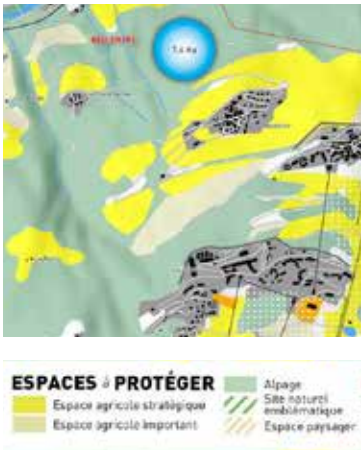 ESPACES à PROTÉGER
Espace agricole stratégique
Espace agricole important
Alpage
Site naturel
emblématique
Espace paysager